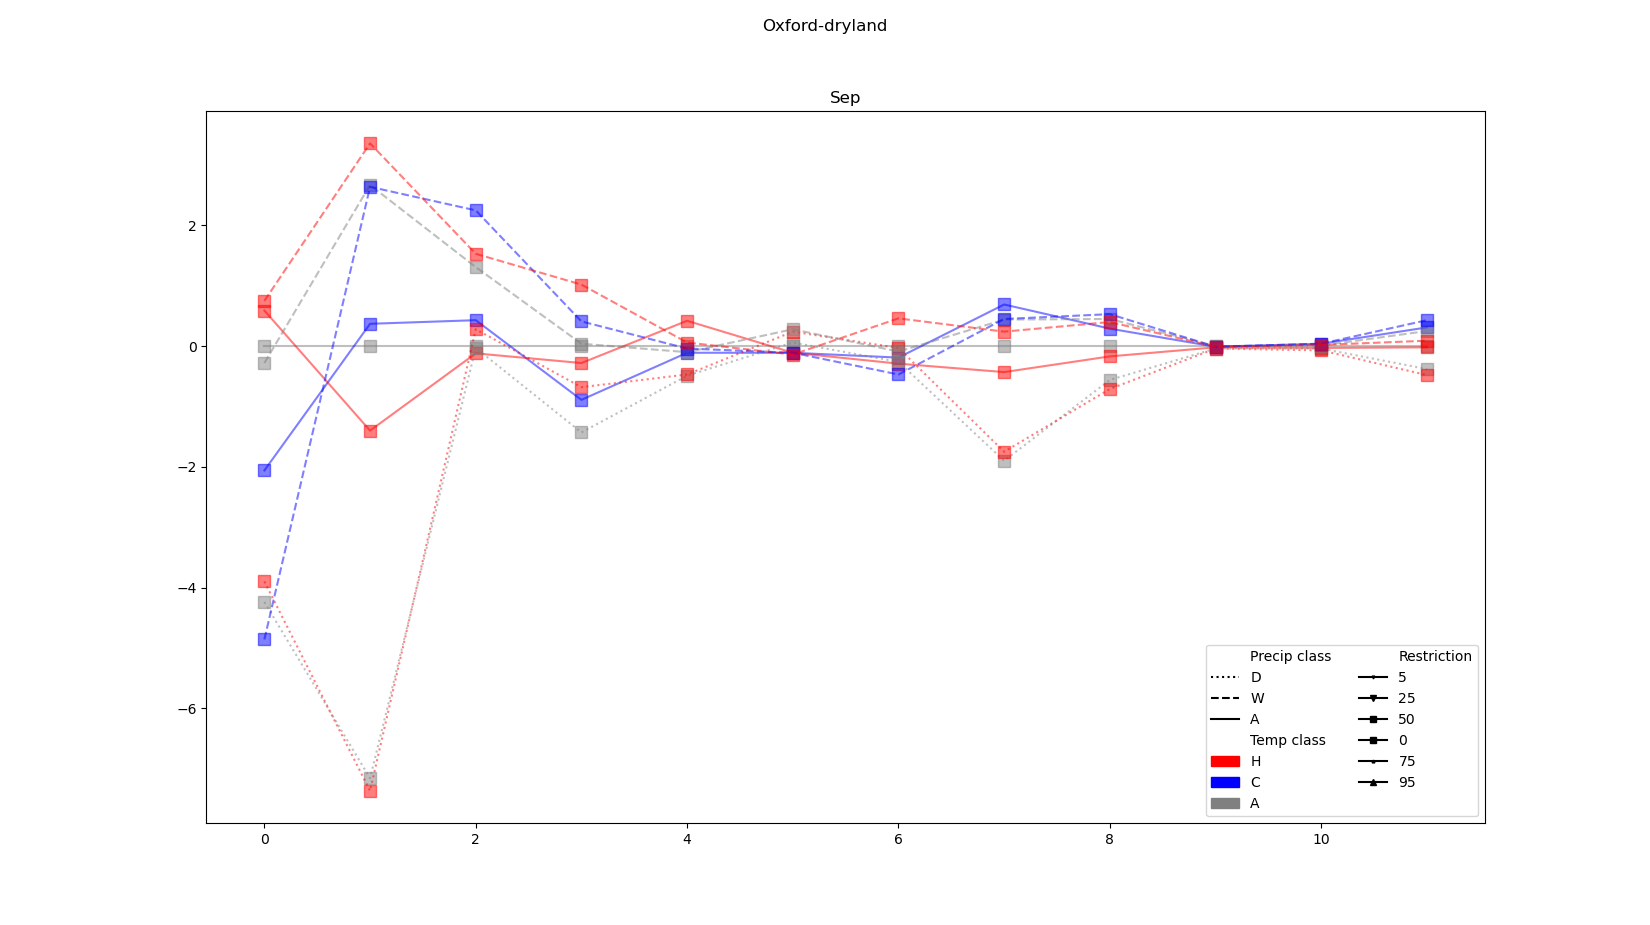 Oxford-dryland
Sep
2
0
−2
−4
−6
0 2 4 6 8 10
Precip class
D
W
A
Temp class
H
C
A
Restriction
5
25
50
0
75
95